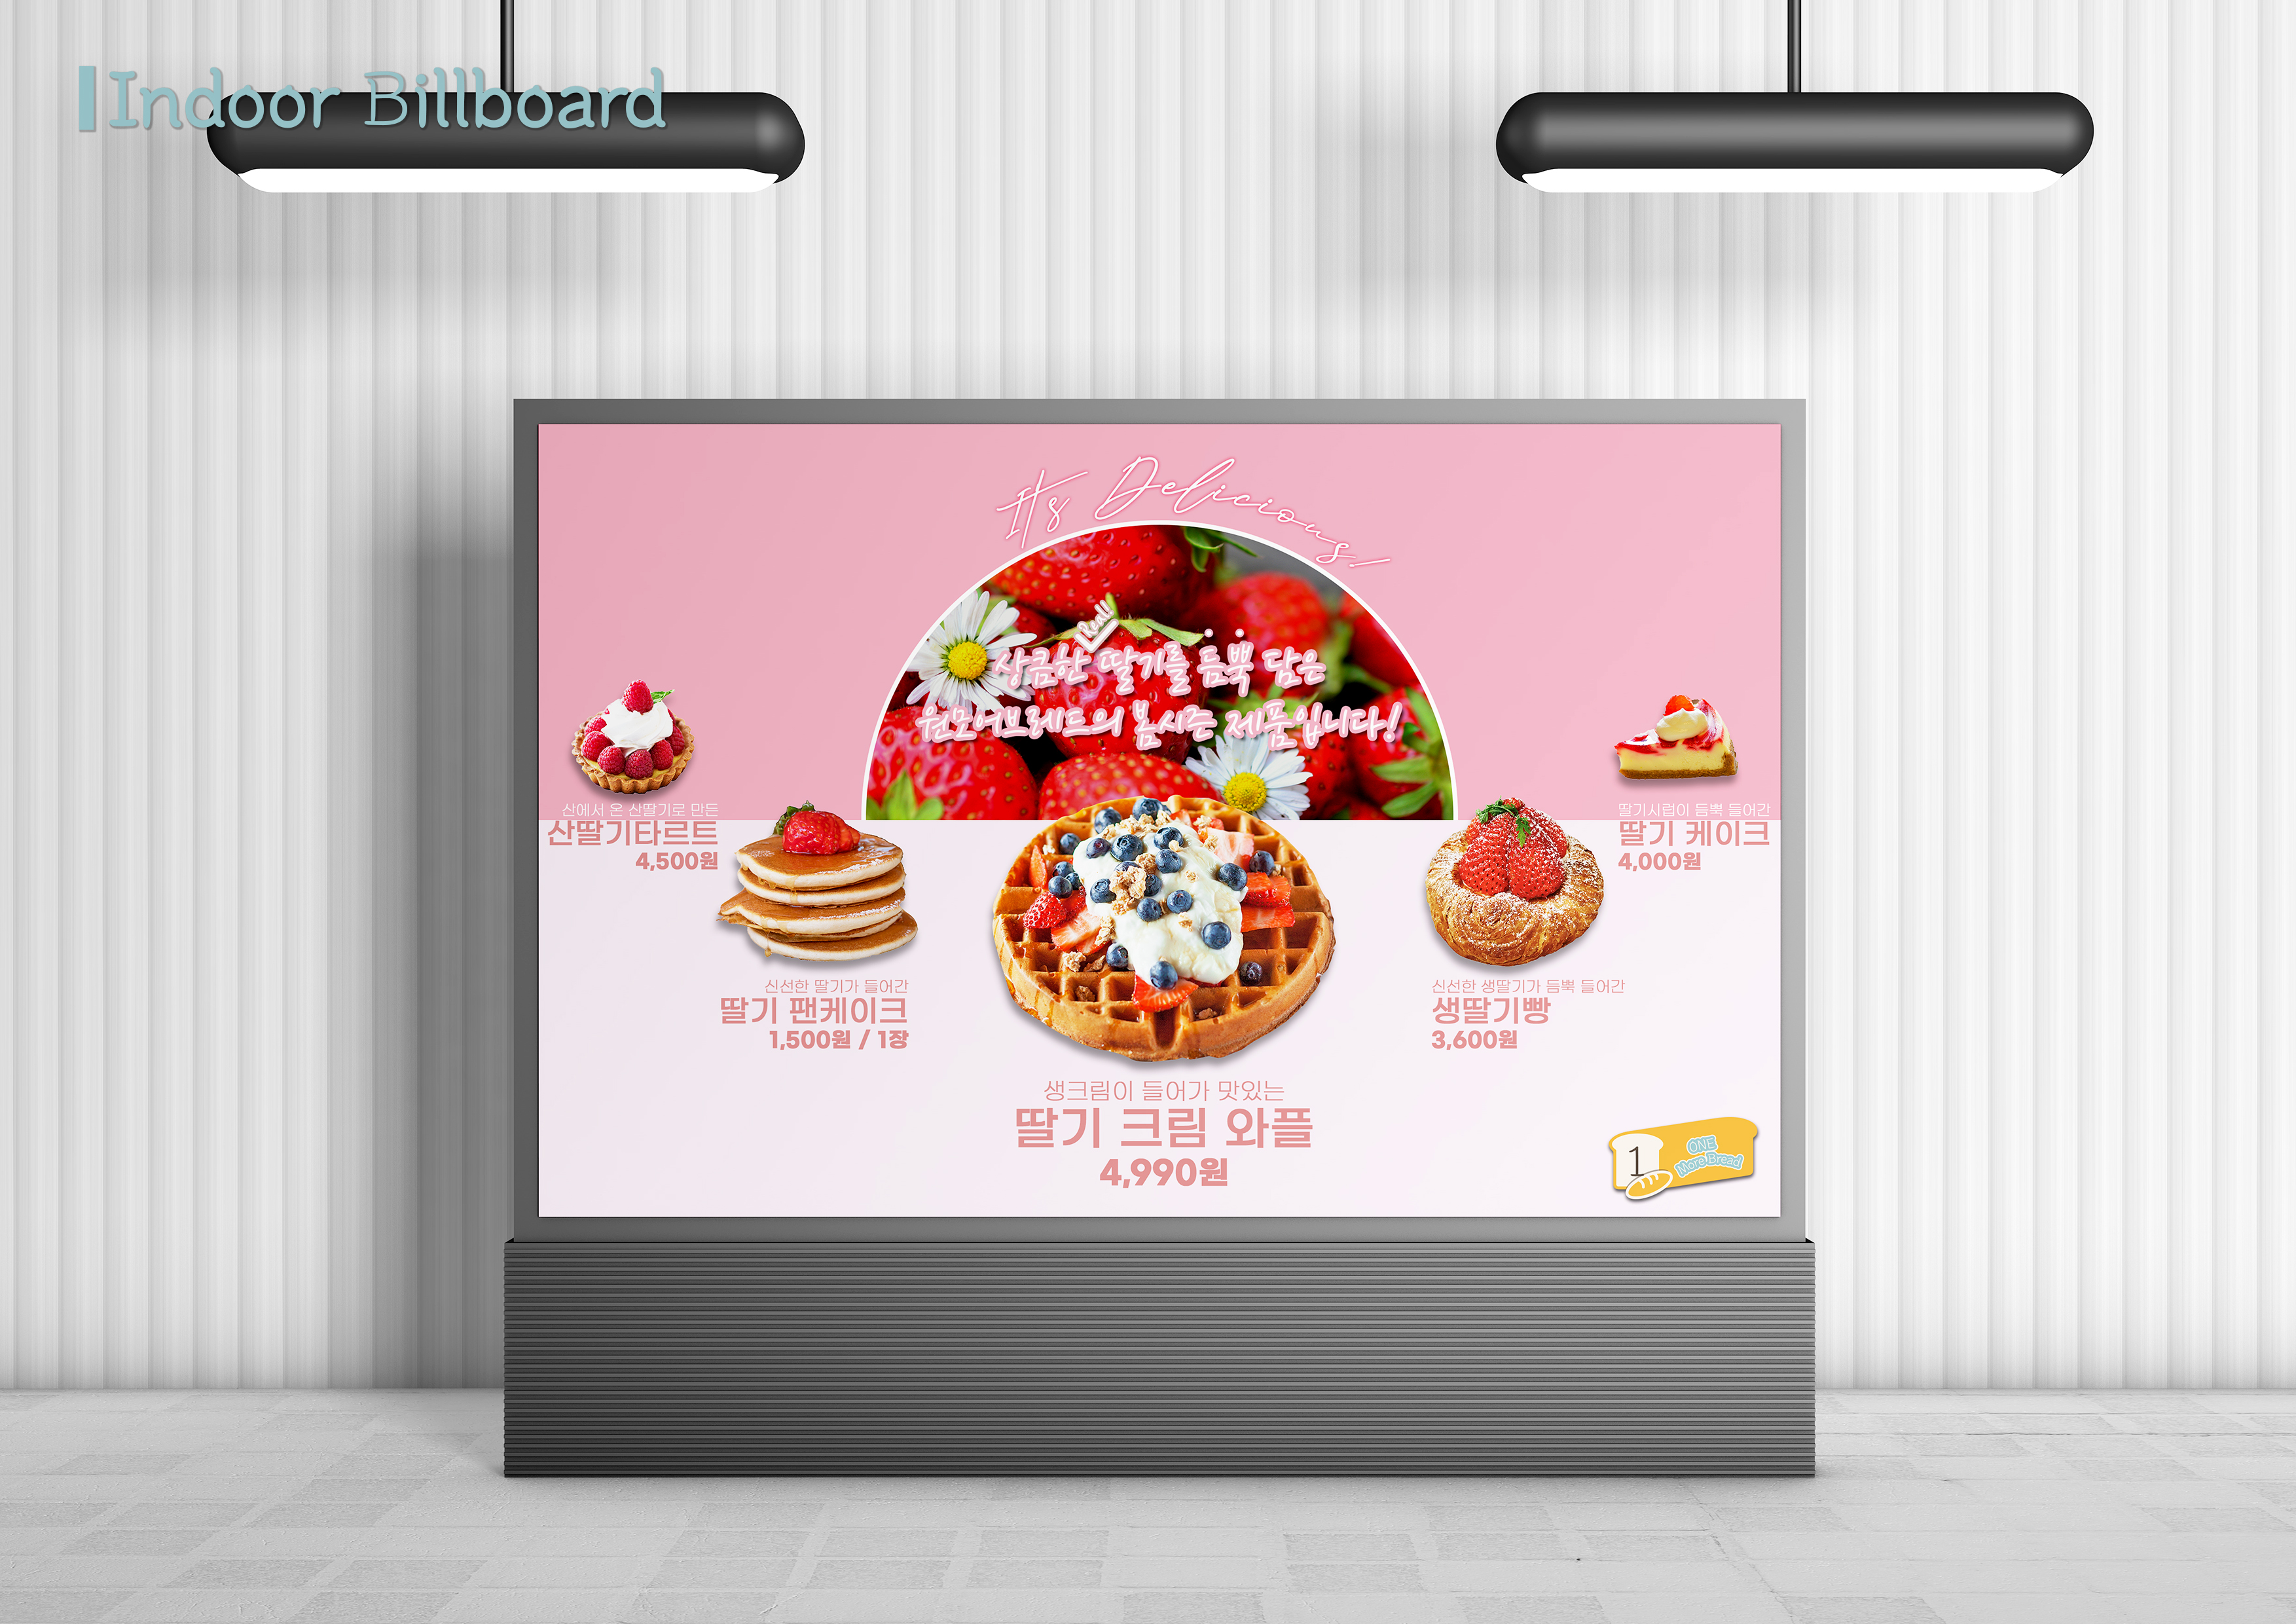 Indoor Billboard
It's Delicious!
Real!
상큼한 딸기를 듬뿍 담은
원모어브레드의 봄시즌 제품입니다!
산에서 온 산딸기로 만든
산딸기타르트
4,500원
신선한 딸기가 들어간
딸기 팬케이크
1,500원 / 1장
생크림이 들어가 맛있는
딸기 크림 와플
4,990원
신선한 생딸기가 듬뿍 들어간
생딸기빵
3,600원
딸기시럽이 듬뿍 들어간
딸기 케이크
4,000원
1
ONE
More Bread